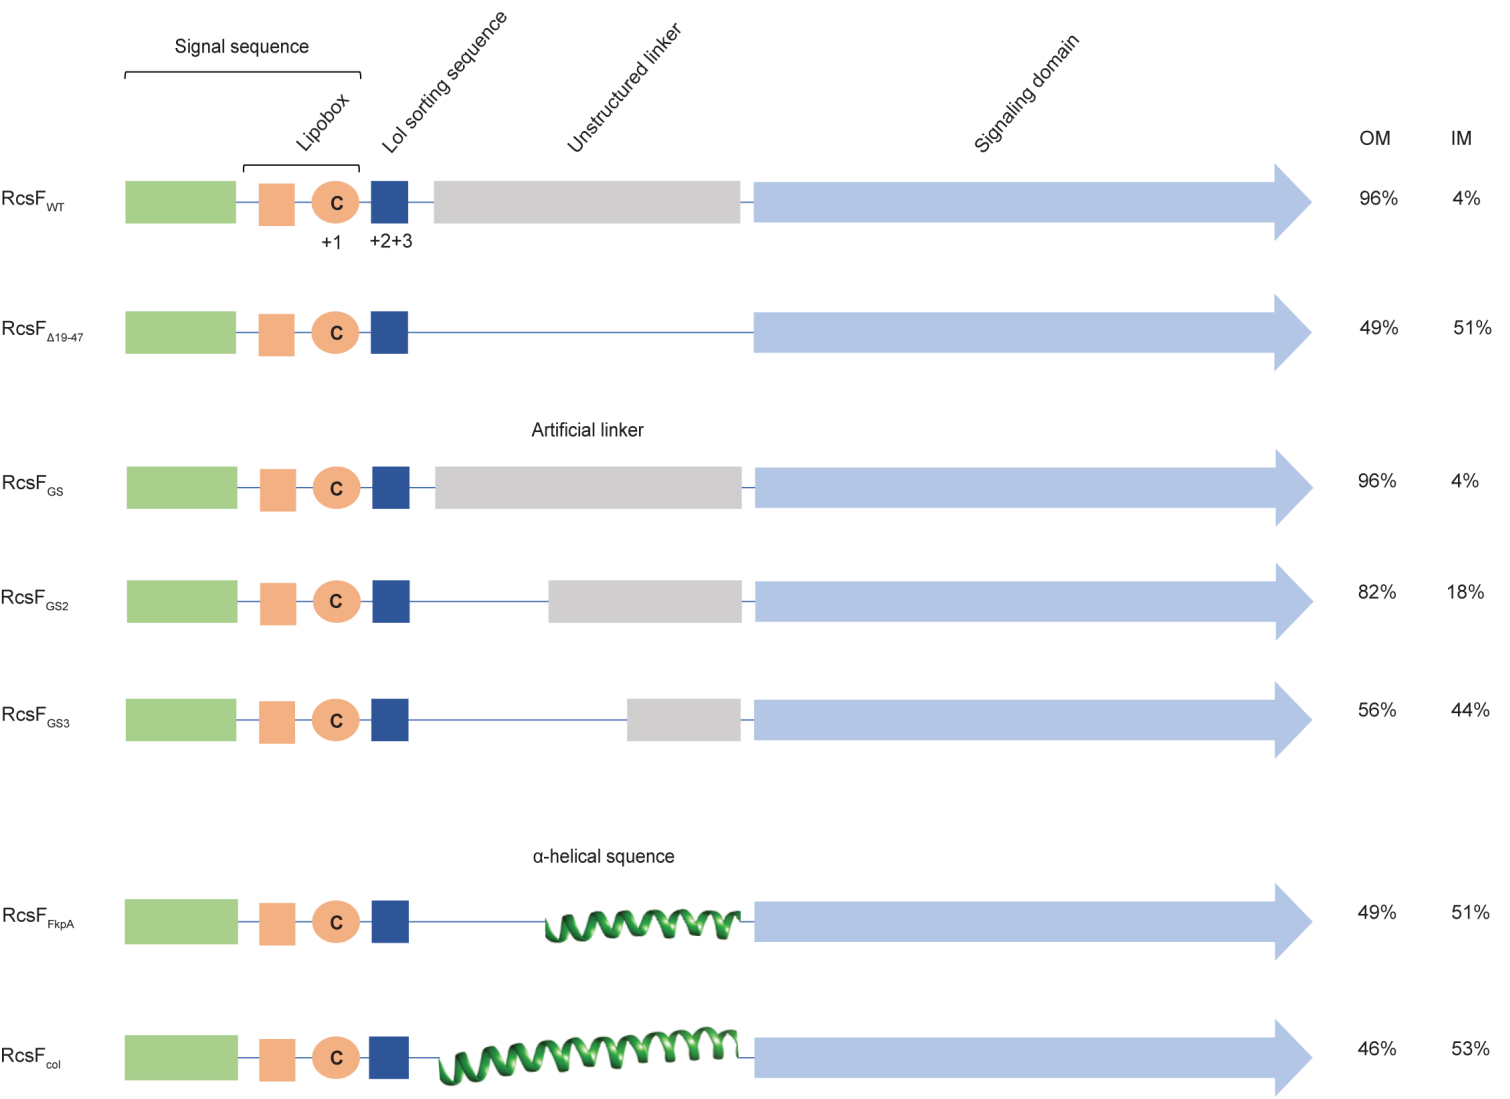 Signal sequence
Lipobox
Lol sorting sequence
Unstructured linker
Signaling domain
OM IM
RcsFWT C 96% 4%
+1 +2+3
RcsFΔ19-47 C 49% 51%
Artificial linker
RcsFGS C 96% 4%
RcsFGS2 C 82% 18%
RcsFGS3 C 56% 44%
α-helical squence
RcsFFkpA C 49% 51%
RcsFcol C 46% 53%